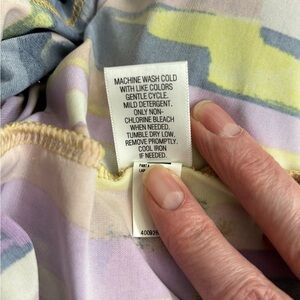 MACHINE WASH COLD
WITH LIKE COLORS
GENTLE CYCLE.
MILD DETERGENT.
ONLY NON-
CHLORINE BLEACH
WHEN NEEDED.
TUMBLE DRY LOW.
REMOVE PROMPTLY.
COOL IRON
IF NEEDED.